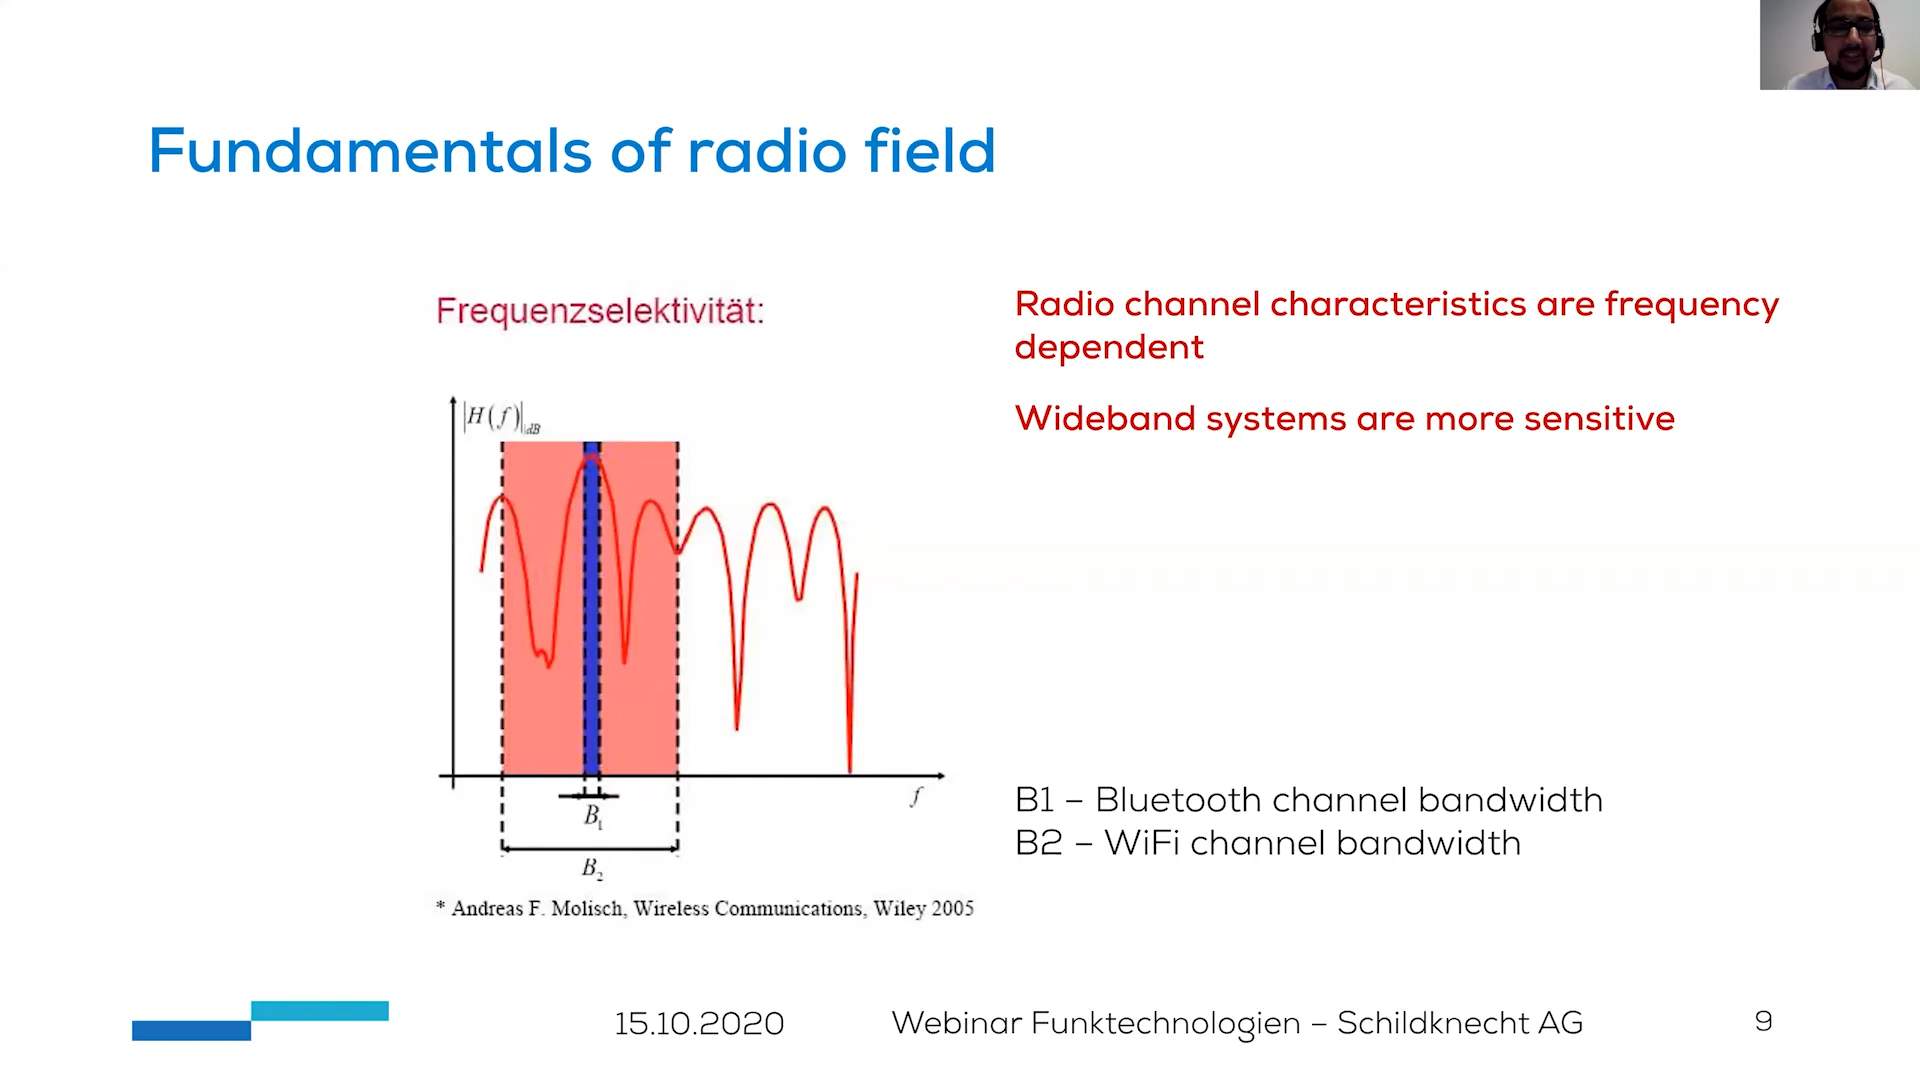 Fundamentals of radio field
Frequenzselektivität:
|H(f)|dB
f
B1
B2
* Andreas F. Molisch, Wireless Communications, Wiley 2005
Radio channel characteristics are frequency
dependent
Wideband systems are more sensitive
B1 – Bluetooth channel bandwidth
B2 – WiFi channel bandwidth
15.10.2020
Webinar Funktechnologien – Schildknecht AG
9